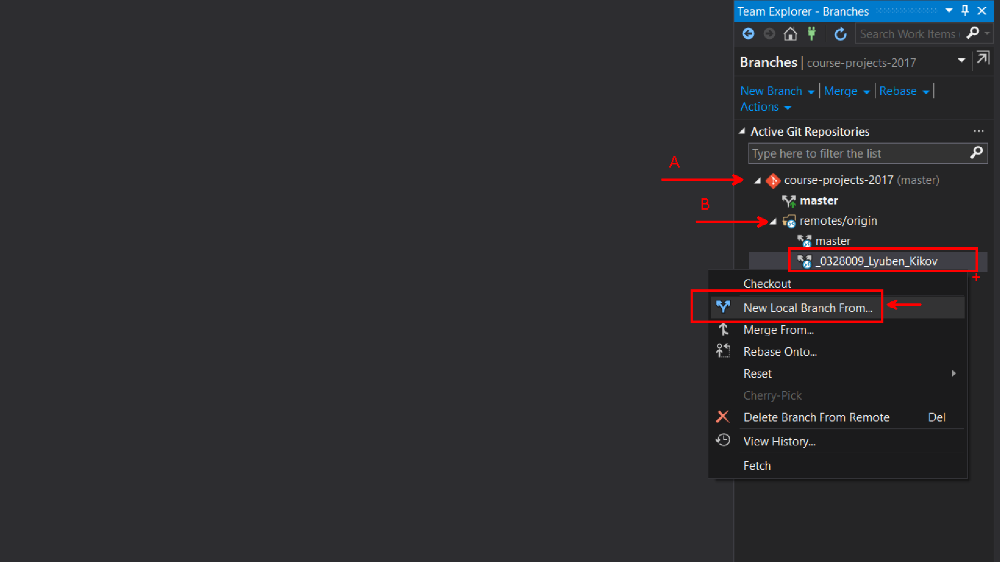 Team Explorer - Branches
Search Work Items (
Branches | course-projects-2017
New Branch Merge Rebase
Actions
Active Git Repositories ...
Type here to filter the list
A
course-projects-2017 (master)
master
B
remotes/origin
master
_0328009_Lyuben_Kikov
Checkout
New Local Branch From...
Merge From...
Rebase Onto...
Reset
Cherry-Pick
Delete Branch From Remote Del
View History...
Fetch